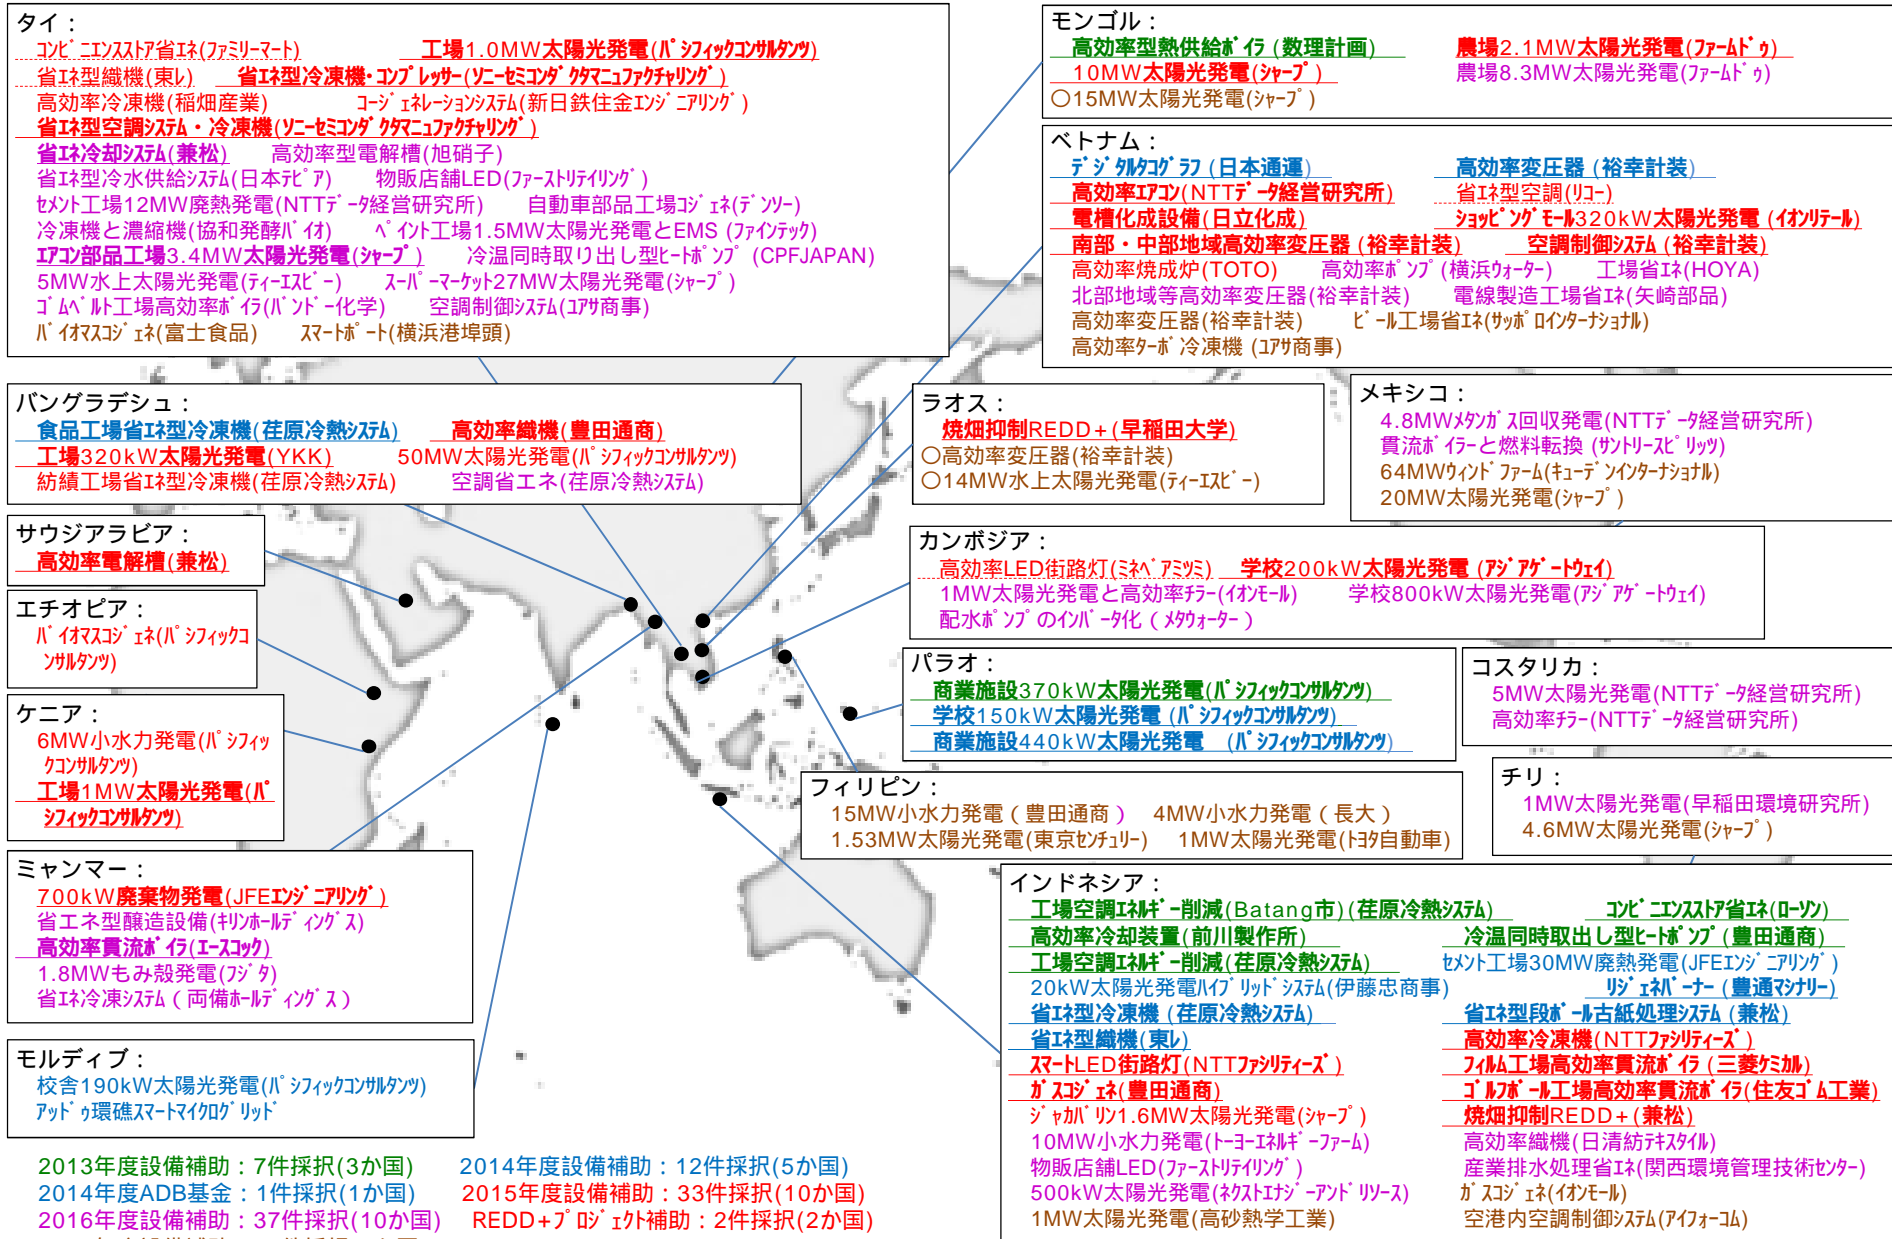 タイ：
コンビニエンスストア省エネ(ファミリーマート)　工場1.0MW太陽光発電(パシフィックコンサルタンツ)
省エネ型織機(東レ)　省エネ型冷凍機・コンプレッサー(ソニーセミコンダクタマニュファクチャリング)
高効率冷凍機(稲畑産業)　コージェネレーションシステム(新日鉄住金エンジニアリング)
省エネ型空調システム・冷凍機(ソニーセミコンダクタマニュファクチャリング)
省エネ冷却システム(兼松)　高効率型電解槽(旭硝子)
省エネ型冷水供給システム(日本テピア)　物販店舗LED(ファーストリテイリング)
セメント工場12MW廃熱発電(NTTデータ経営研究所)　自動車部品工場コジェネ(デンソー)
冷凍機と濃縮機(協和発酵バイオ)　ペイント工場1.5MW太陽光発電とEMS (ファインテック)
エアコン部品工場3.4MW太陽光発電(シャープ)　冷温同時取り出し型ヒートポンプ (CPFJAPAN)
5MW水上太陽光発電(ティーエスビー)　スーパーマーケット27MW太陽光発電(シャープ)
ゴムベルト工場高効率ボイラ(バンドー化学)　空調制御システム(ユアサ商事)
バイオマスコジェネ(富士食品)　スマートポート(横浜港埠頭)
モンゴル：
高効率型熱供給ボイラ (数理計画)　農場2.1MW太陽光発電(ファームドゥ)
10MW太陽光発電(シャープ)　農場8.3MW太陽光発電(ファームドゥ)
○15MW太陽光発電(シャープ)
ベトナム：
デジタルタコグラフ (日本通運)　高効率変圧器 (裕幸計装)
高効率エアコン(NTTデータ経営研究所)　省エネ型空調(リコー)
電槽化成設備(日立化成)　ショッピングモール320kW太陽光発電 (イオンリテール)
南部・中部地域高効率変圧器 (裕幸計装)　空調制御システム (裕幸計装)
高効率焼成炉(TOTO)　高効率ポンプ (横浜ウォーター)　工場省エネ(HOYA)
北部地域等高効率変圧器(裕幸計装)　電線製造工場省エネ(矢崎部品)
高効率変圧器(裕幸計装)　ビール工場省エネ(サッポロインターナショナル)
高効率ターボ冷凍機 (ユアサ商事)
バングラデシュ：
食品工場省エネ型冷凍機(荏原冷熱システム)　高効率織機(豊田通商)
工場320kW太陽光発電(YKK)　50MW太陽光発電(パシフィックコンサルタンツ)
紡績工場省エネ型冷凍機(荏原冷熱システム)　空調省エネ(荏原冷熱システム)
ラオス：
焼畑抑制REDD+(早稲田大学)
○高効率変圧器(裕幸計装)
○14MW水上太陽光発電(ティーエスビー)
メキシコ：
4.8MWメタンガス回収発電(NTTデータ経営研究所)
貫流ボイラーと燃料転換 (サントリースピリッツ)
64MWウィンドファーム(キューデンインターナショナル)
20MW太陽光発電(シャープ)
サウジアラビア：
高効率電解槽(兼松)
カンボジア：
高効率LED街路灯(ミネベアミツミ)　学校200kW太陽光発電 (アジアゲートウェイ)
1MW太陽光発電と高効率チラー(イオンモール)　学校800kW太陽光発電(アジアゲートウェイ)
配水ポンプのインバータ化（メタウォーター）
エチオピア：
バイオマスコジェネ(パシフィックコ
ンサルタンツ)
ケニア：
6MW小水力発電(パシフィッ
クコンサルタンツ)
工場1MW太陽光発電(パ
シフィックコンサルタンツ)
パラオ：
商業施設370kW太陽光発電(パシフィックコンサルタンツ)
学校150kW太陽光発電 (パシフィックコンサルタンツ)
商業施設440kW太陽光発電　(パシフィックコンサルタンツ)
コスタリカ：
5MW太陽光発電(NTTデータ経営研究所)
高効率チラー(NTTデータ経営研究所)
フィリピン：
15MW小水力発電（豊田通商）　4MW小水力発電（長大）
1.53MW太陽光発電(東京センチュリー)　1MW太陽光発電(トヨタ自動車)
チリ：
1MW太陽光発電(早稲田環境研究所)
4.6MW太陽光発電(シャープ)
ミャンマー：
700kW廃棄物発電(JFEエンジニアリング)
省エネ型醸造設備(キリンホールディングス)
高効率貫流ボイラ(エースコック)
1.8MWもみ殻発電(フジタ)
省エネ冷凍システム（両備ホールディングス）
インドネシア：
工場空調エネルギー削減(Batang市)(荏原冷熱システム)　コンビニエンスストア省エネ(ローソン)
高効率冷却装置(前川製作所)　冷温同時取出し型ヒートポンプ (豊田通商)
工場空調エネルギー削減(荏原冷熱システム)　セメント工場30MW廃熱発電(JFEエンジニアリング)
20kW太陽光発電ハイブリッドシステム(伊藤忠商事)　リジェネバーナー (豊通マシナリー)
省エネ型冷凍機 (荏原冷熱システム)　省エネ型段ボール古紙処理システム (兼松)
省エネ型織機(東レ)　高効率冷凍機(NTTファシリティーズ)
スマートLED街路灯(NTTファシリティーズ)　フィルム工場高効率貫流ボイラ (三菱ケミカル)
ガスコジェネ(豊田通商)　ゴルフボール工場高効率貫流ボイラ(住友ゴム工業)
ジャカバリン1.6MW太陽光発電(シャープ)　焼畑抑制REDD+(兼松)
10MW小水力発電(トーヨーエネルギーファーム)　高効率織機(日清紡テキスタイル)
物販店舗LED(ファーストリテイリング)　産業排水処理省エネ(関西環境管理技術センター)
500kW太陽光発電(ネクストエナジーアンドリソース)　ガスコジェネ(イオンモール)
1MW太陽光発電(高砂熱学工業)　空港内空調制御システム(アイフォーコム)
モルディブ：
校舎190kW太陽光発電(パシフィックコンサルタンツ)
アッドゥ環礁スマートマイクログリッド
2013年度設備補助：7件採択(3か国)　2014年度設備補助：12件採択(5か国)
2014年度ADB基金：1件採択(1か国)　2015年度設備補助：33件採択(10か国)
2016年度設備補助：37件採択(10か国)　REDD+プロジェクト補助：2件採択(2か国)